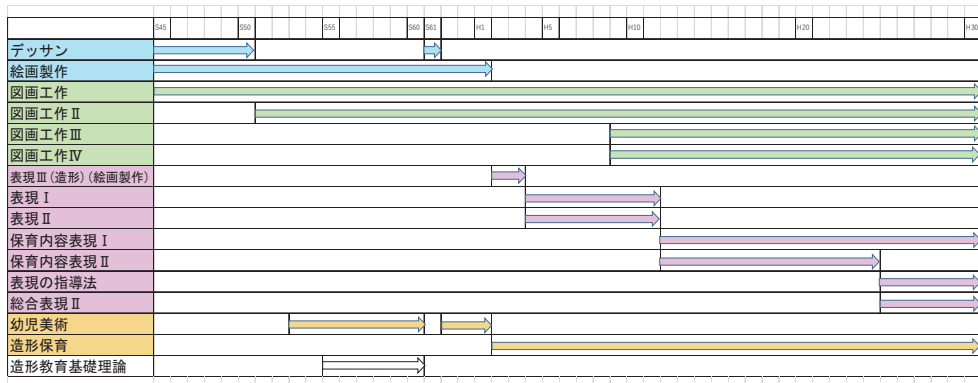 S45 S50 S55 S60 S61 H1 H5 H10 H20 H30
デッサン
絵画製作
図画工作
図画工作Ⅱ
図画工作Ⅲ
図画工作Ⅳ
表現Ⅲ(造形)(絵画製作)
表現Ⅰ
表現Ⅱ
保育内容表現Ⅰ
保育内容表現Ⅱ
表現の指導法
総合表現Ⅱ
幼児美術
造形保育
造形教育基礎理論